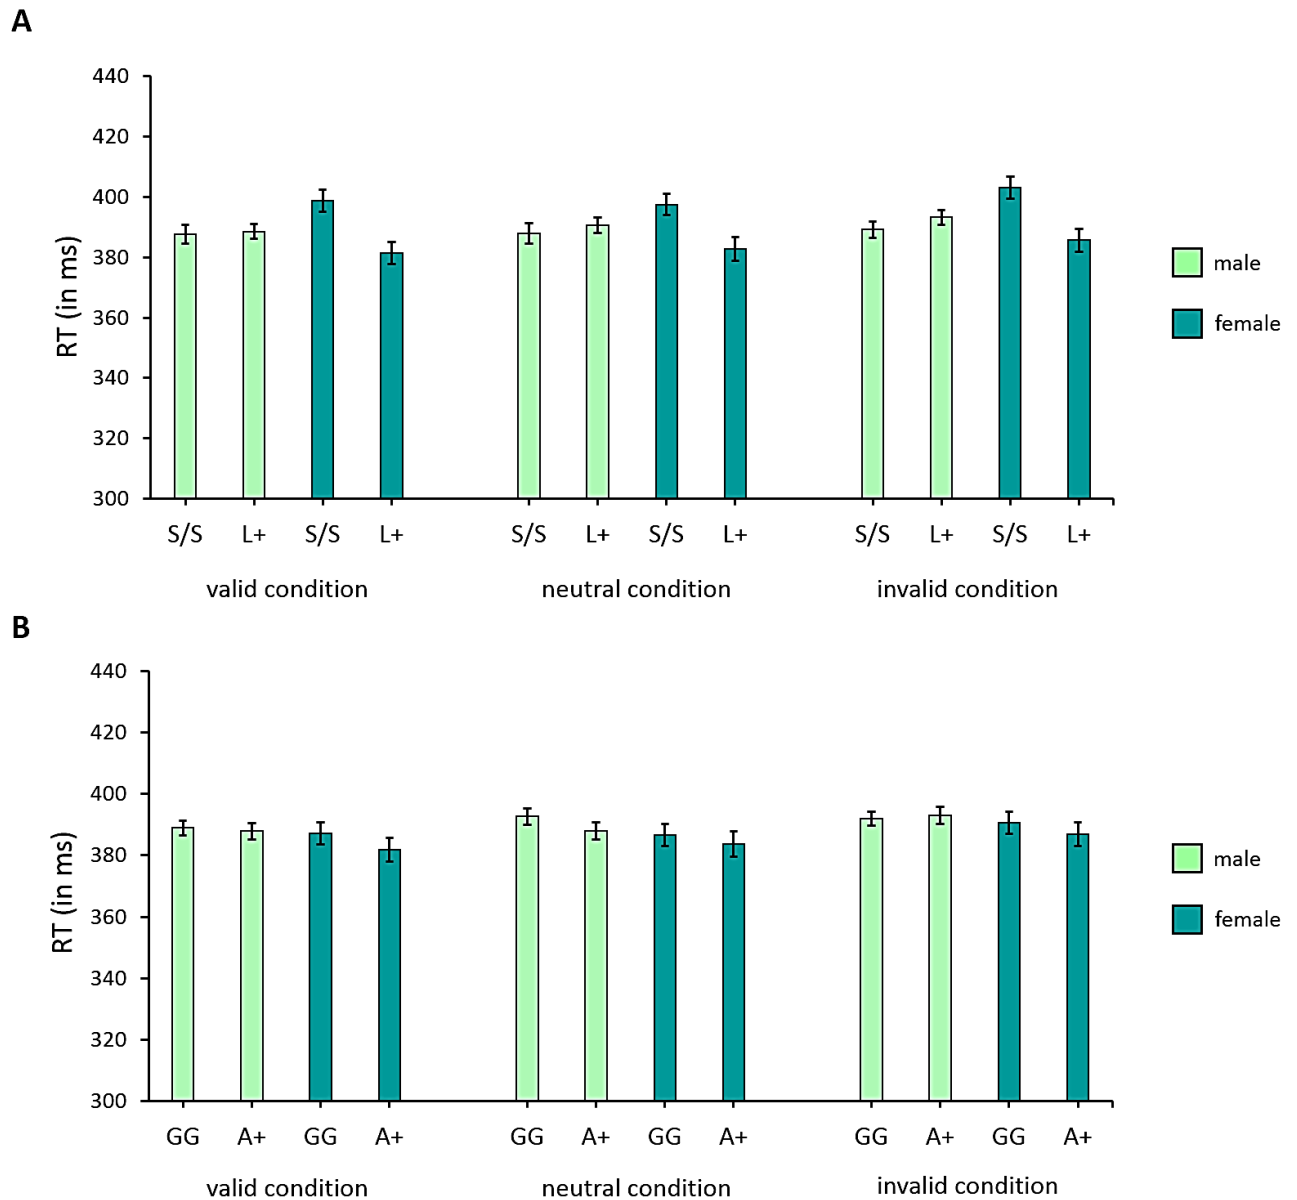 A
440
420
400
380
360
340
320
300
RT (in ms)
S/S L+ S/S L+ S/S L+ S/S L+ S/S L+ S/S L+
valid condition neutral condition invalid condition
male
female
B
440
420
400
380
360
340
320
300
RT (in ms)
GG A+ GG A+ GG A+ GG A+ GG A+ GG A+
valid condition neutral condition invalid condition
male
female